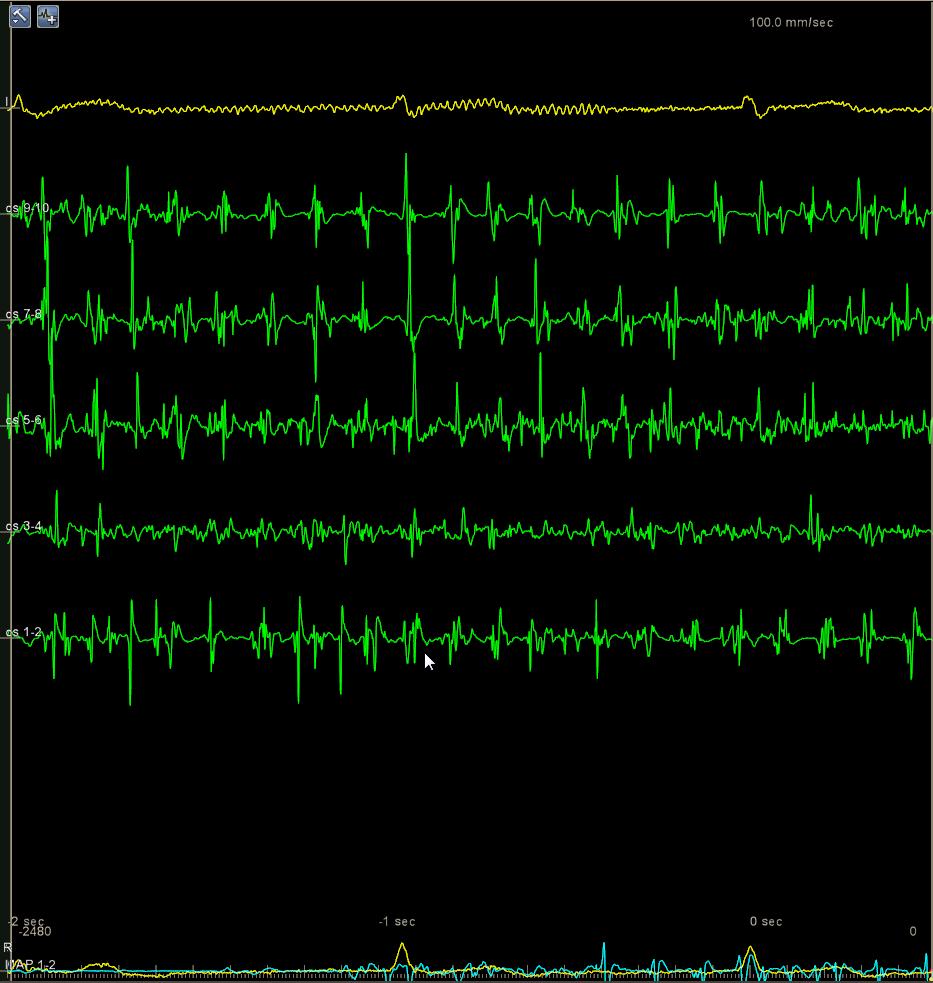 100.0 mm/sec
I
cs 9-10
cs 7-8
cs 5-6
cs 3-4
cs 1-2
-2 sec
-1 sec
0 sec
-2480
0
MAP 1-2